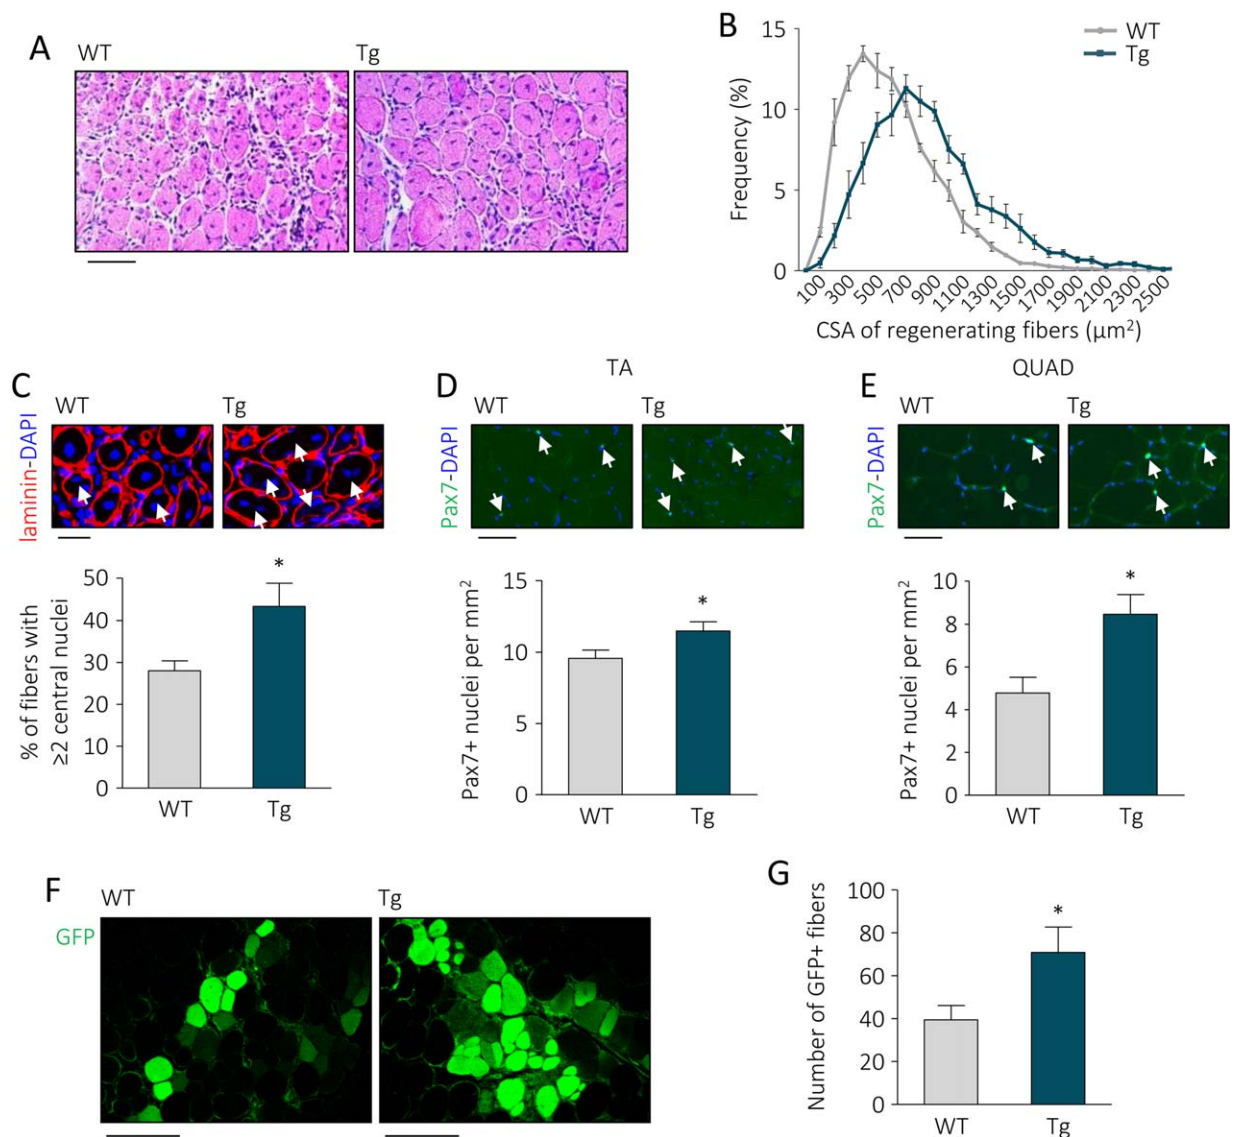 A
WT
Tg
B
WT
Tg
15
10
5
0
Frequency (%)
100
300
500
700
900
1100
1300
1500
1700
1900
2100
2300
2500
CSA of regenerating fibers (µm²)
C
WT
Tg
laminin-DAPI
50
40
30
20
10
0
% of fibers with
≥2 central nuclei
*
WT
Tg
TA
D
WT
Tg
Pax7-DAPI
15
10
5
0
Pax7+ nuclei per mm²
*
WT
Tg
QUAD
E
WT
Tg
Pax7-DAPI
10
8
6
4
2
0
Pax7+ nuclei per mm²
*
WT
Tg
F
WT
Tg
GFP
G
100
80
60
40
20
0
Number of GFP+ fibers
*
WT
Tg